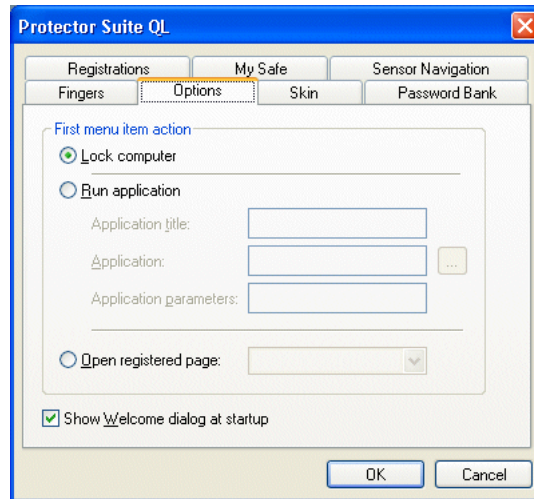 Protector Suite QL
Registrations My Safe Sensor Navigation
Fingers Options Skin Password Bank
First menu item action
Lock computer
Run application
Application title:
Application: ...
Application parameters:
Open registered page:
Show Welcome dialog at startup
OK Cancel